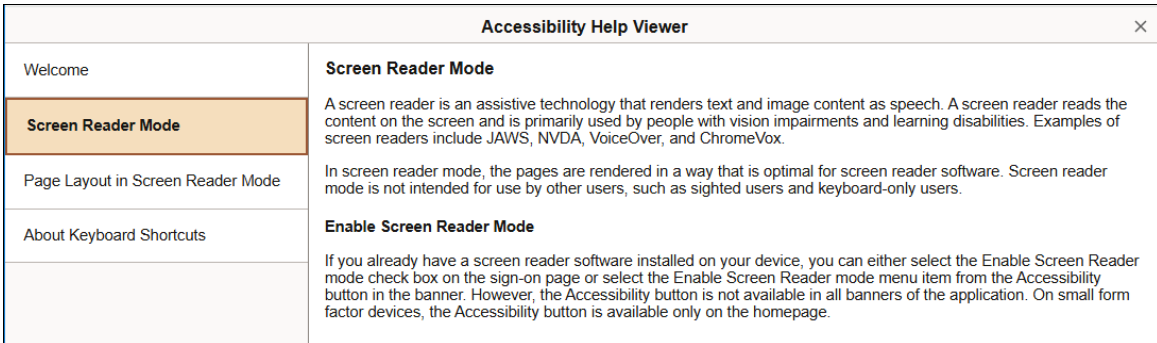 Accessibility Help Viewer
Welcome
Screen Reader Mode
Page Layout in Screen Reader Mode
About Keyboard Shortcuts
Screen Reader Mode
A screen reader is an assistive technology that renders text and image content as speech. A screen reader reads the
content on the screen and is primarily used by people with vision impairments and learning disabilities. Examples of
screen readers include JAWS, NVDA, VoiceOver, and ChromeVox.
In screen reader mode, the pages are rendered in a way that is optimal for screen reader software. Screen reader
mode is not intended for use by other users, such as sighted users and keyboard-only users.
Enable Screen Reader Mode
If you already have a screen reader software installed on your device, you can either select the Enable Screen Reader
mode check box on the sign-on page or select the Enable Screen Reader mode menu item from the Accessibility
button in the banner. However, the Accessibility button is not available in all banners of the application. On small form
factor devices, the Accessibility button is available only on the homepage.